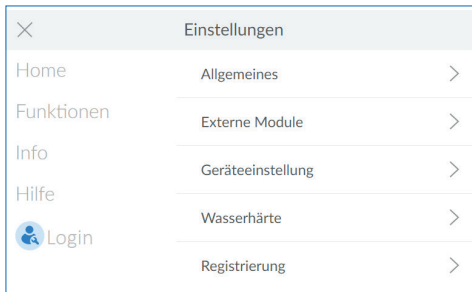 Einstellungen
Home
Funktionen
Info
Hilfe
Login
Allgemeines
Externe Module
Geräteeinstellung
Wasserhärte
Registrierung